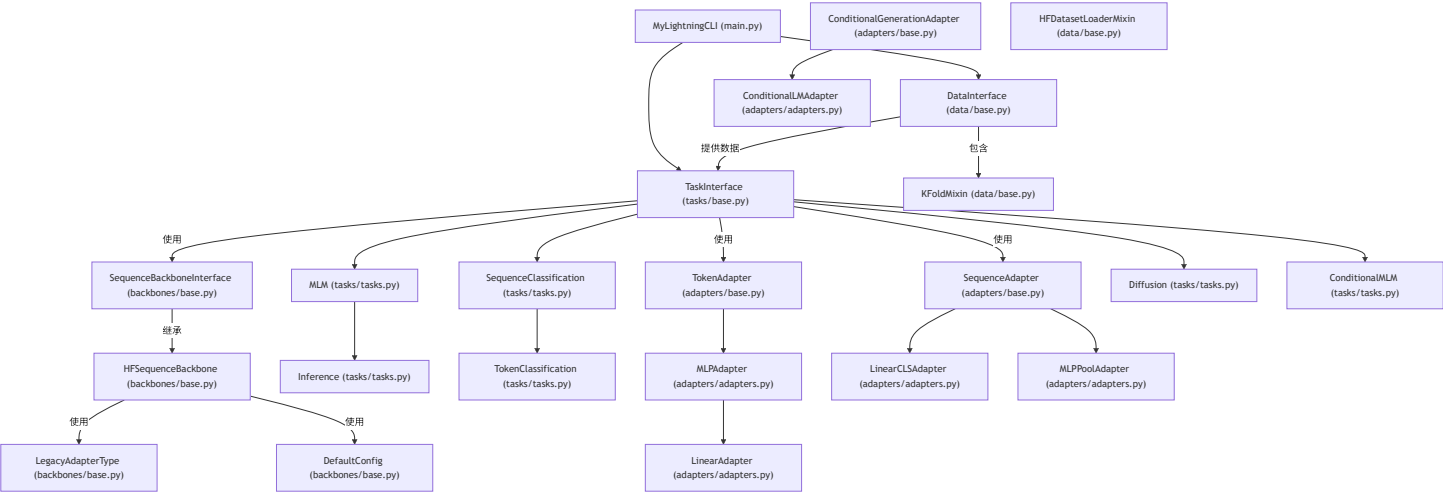 MyLightningCLI (main.py)
ConditionalGenerationAdapter
(adapters/base.py)
HFDatasetLoaderMixin
(data/base.py)
ConditionalLMAdapter
(adapters/adapters.py)
DataInterface
(data/base.py)
提供数据
包含
TaskInterface
(tasks/base.py)
KFoldMixin (data/base.py)
使用
使用
使用
SequenceBackboneInterface
(backbones/base.py)
MLM (tasks/tasks.py)
SequenceClassification
(tasks/tasks.py)
TokenAdapter
(adapters/base.py)
SequenceAdapter
(adapters/base.py)
Diffusion (tasks/tasks.py)
ConditionalMLM
(tasks/tasks.py)
继承
HFSequenceBackbone
(backbones/base.py)
Inference (tasks/tasks.py)
TokenClassification
(tasks/tasks.py)
MLPAdapter
(adapters/adapters.py)
LinearCLSAdapter
(adapters/adapters.py)
MLPPoolAdapter
(adapters/adapters.py)
使用
使用
LegacyAdapterType
(backbones/base.py)
DefaultConfig
(backbones/base.py)
LinearAdapter
(adapters/adapters.py)